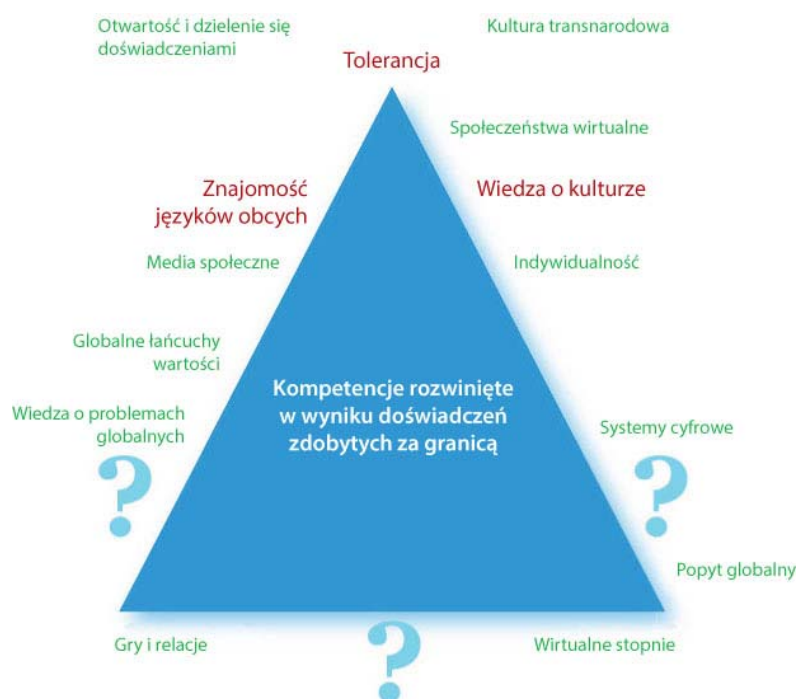 Otwartość i dzielenie się
doświadczeniami
Kultura transnarodowa
Tolerancja
Społeczeństwa wirtualne
Znajomość
języków obcych
Wiedza o kulturze
Media społeczne
Indywidualność
Globalne łańcuchy
wartości
Kompetencje rozwinięte
w wyniku doświadczeń
zdobytych za granicą
Wiedza o problemach
globalnych
Systemy cyfrowe
?
?
Popyt globalny
Gry i relacje
?
Wirtualne stopnie